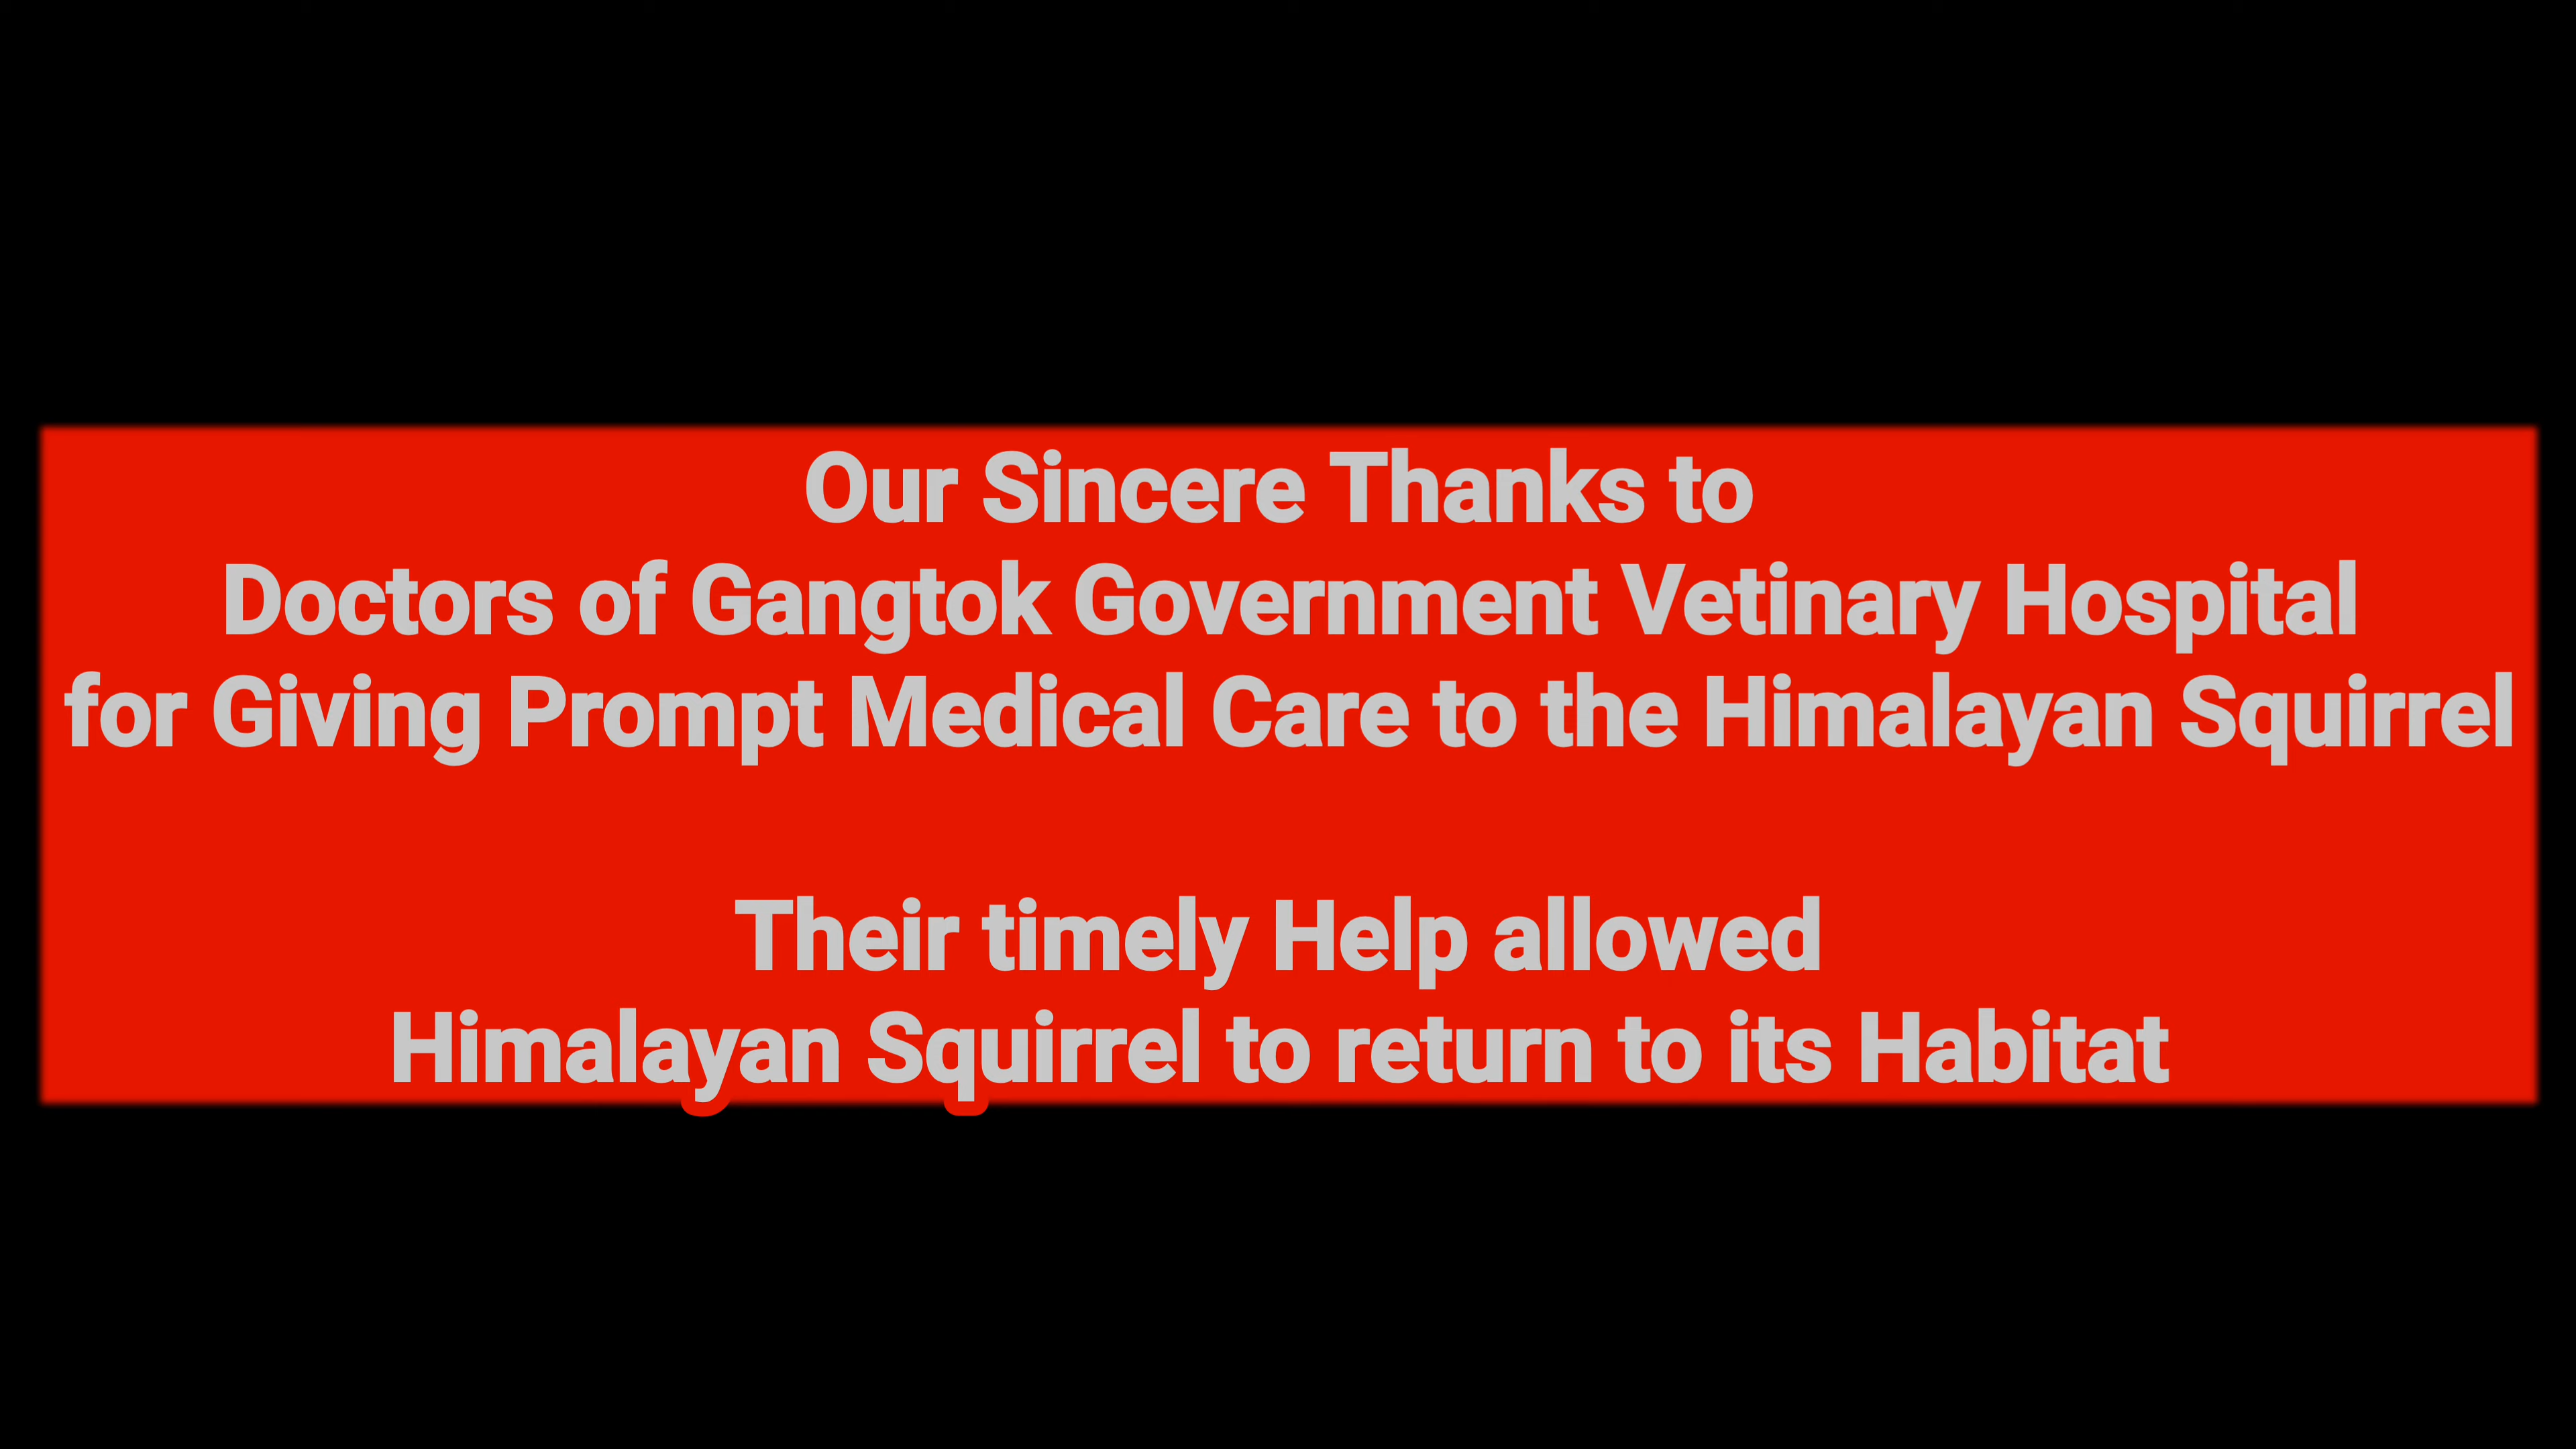 Our Sincere Thanks to
Doctors of Gangtok Government Vetinary Hospital
for Giving Prompt Medical Care to the Himalayan Squirrel
Their timely Help allowed
Himalayan Squirrel to return to its Habitat